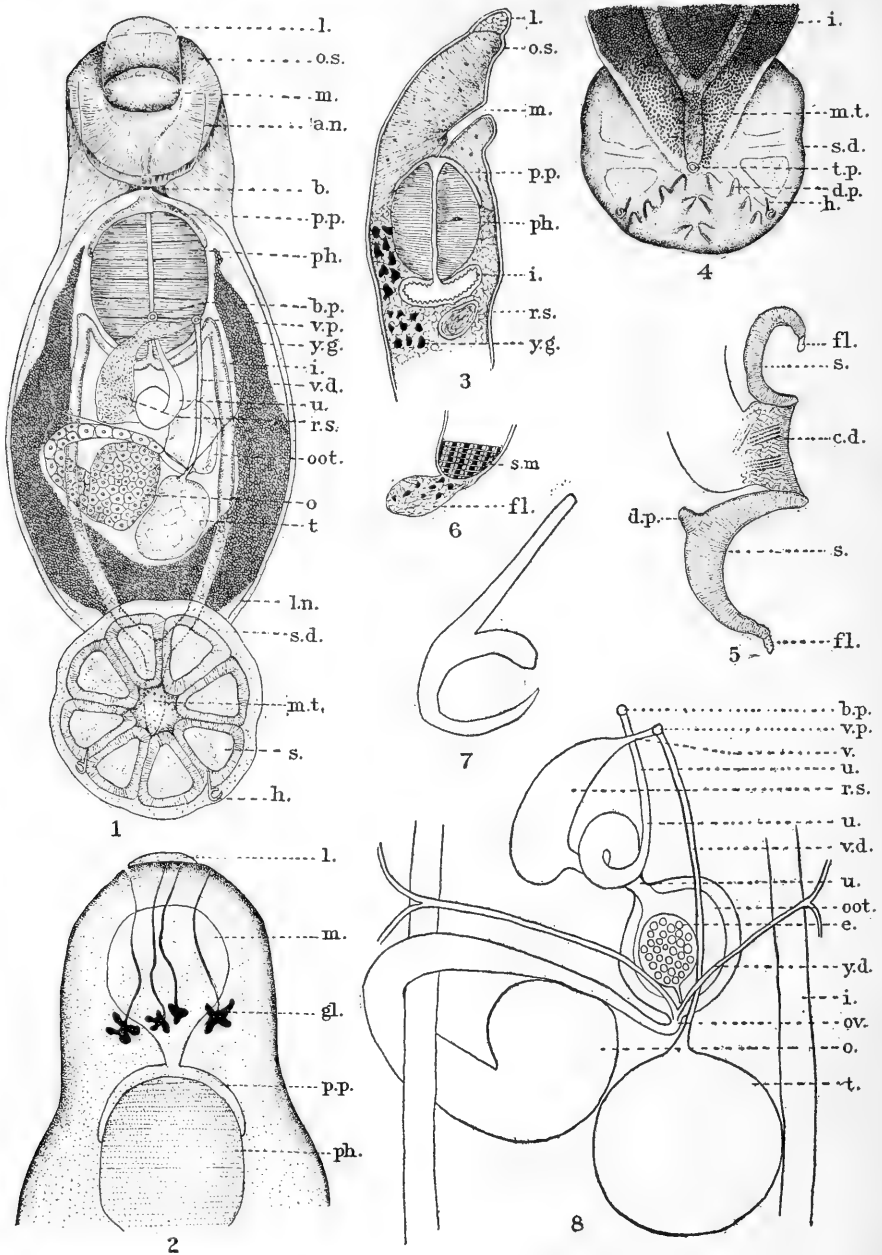 l.
o.s.
m.
a.n.
b.
p.p.
ph.
b.p.
v.p.
y.g.
i.
v.d.
u.
r.s.
oot.
o
t
l.n.
s.d.
m.t.
s.
h.
1
l.
m.
gl.
p.p.
ph.
2
l.
o.s.
m.
p.p.
ph.
i.
r.s.
y.g.
3
i.
m.t.
s.d.
t.p.
d.p.
h.
4
fl.
s.
c.d.
d.p.
s.
fl.
5
s.m
fl.
6
7
b.p.
v.p.
v.
u.
r.s.
u.
v.d.
u.
oot.
e.
y.d.
i.
ov.
o.
t.
8